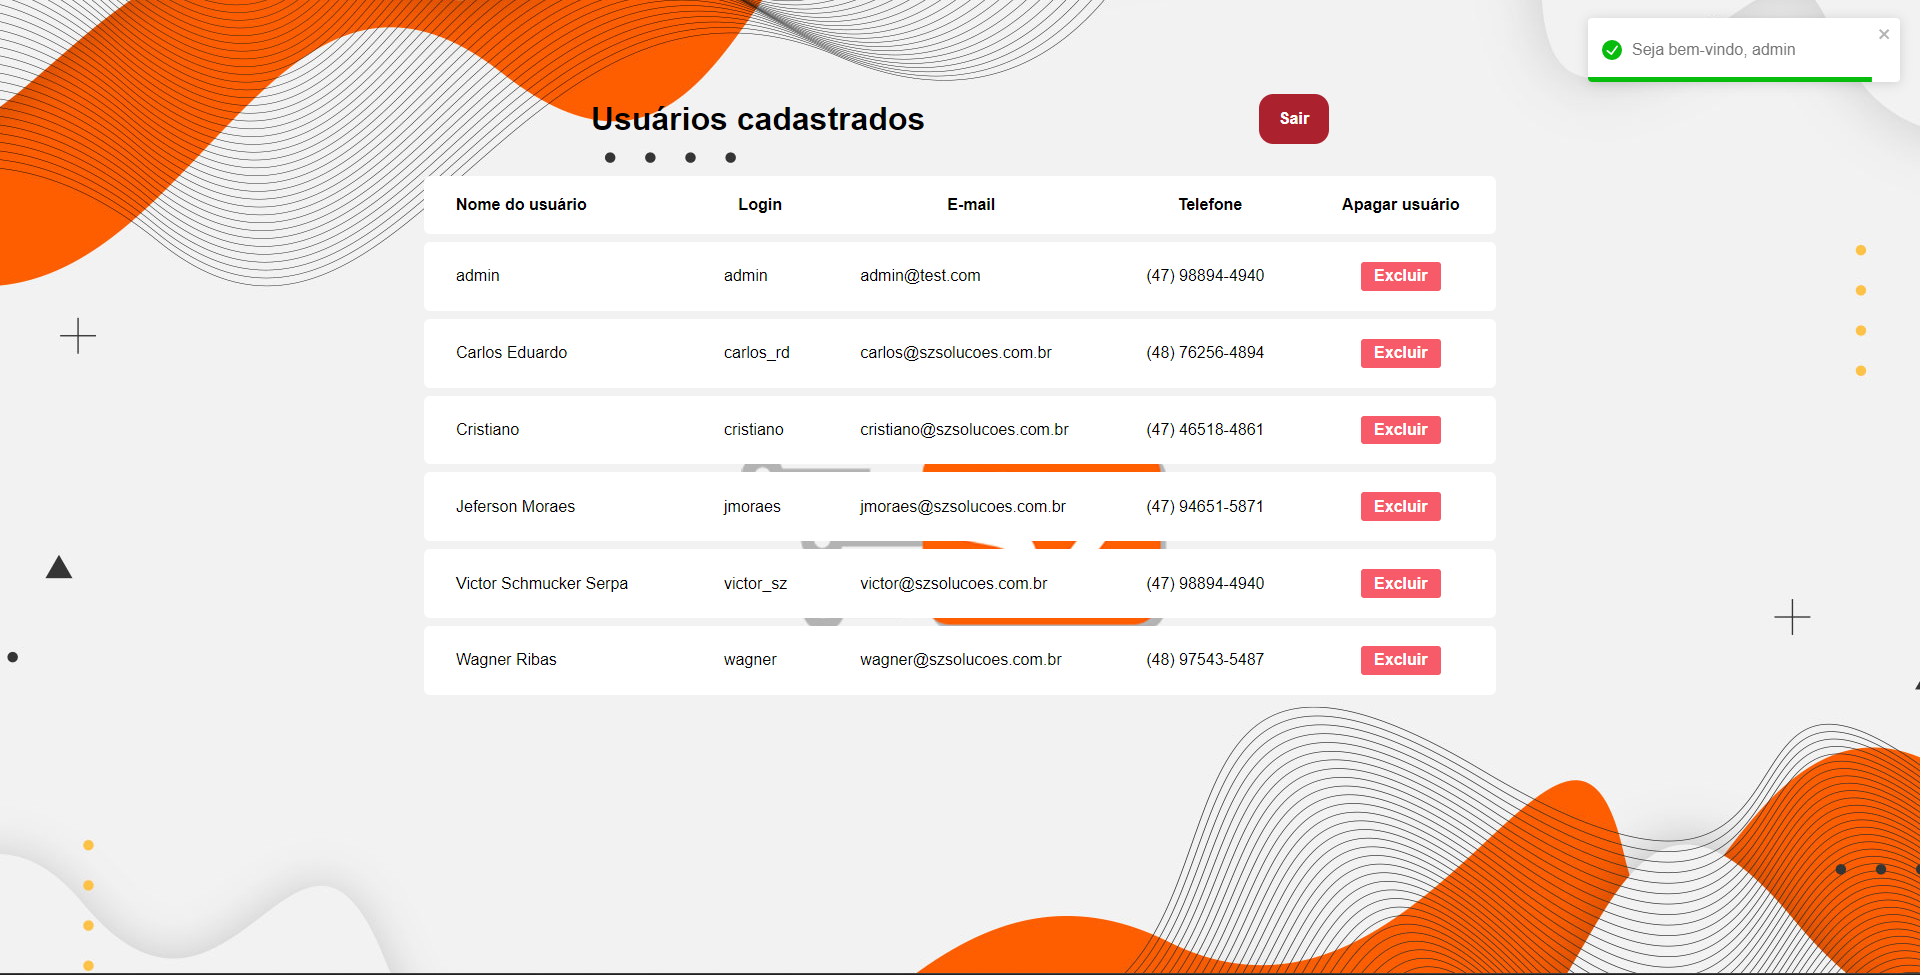 Seja bem-vindo, admin
Usuários cadastrados
Sair
Nome do usuário Login E-mail Telefone Apagar usuário
admin admin admin@test.com (47) 98894-4940 Excluir
Carlos Eduardo carlos_rd carlos@szsolucoes.com.br (48) 76256-4894 Excluir
Cristiano cristiano cristiano@szsolucoes.com.br (47) 46518-4861 Excluir
Jeferson Moraes jmoraes jmoraes@szsolucoes.com.br (47) 94651-5871 Excluir
Victor Schmucker Serpa victor_sz victor@szsolucoes.com.br (47) 98894-4940 Excluir
Wagner Ribas wagner wagner@szsolucoes.com.br (48) 97543-5487 Excluir